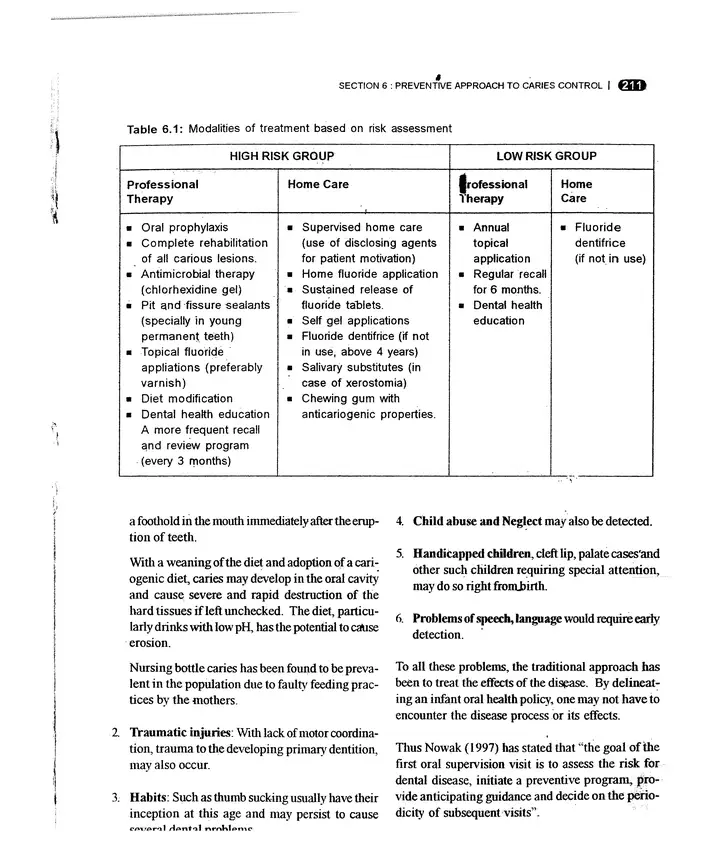 SECTION 6 : PREVENTIVE APPROACH TO CARIES CONTROL | 211
Table 6.1: Modalities of treatment based on risk assessment
HIGH RISK GROUP
LOW RISK GROUP
Professional
Therapy
Home Care
rofessional
Therapy
Home
Care
▪ Oral prophylaxis
▪ Complete rehabilitation
of all carious lesions.
▪ Antimicrobial therapy
(chlorhexidine gel)
▪ Pit and fissure sealants
(specially in young
permanent teeth)
▪ Topical fluoride
appliations (preferably
varnish)
▪ Diet modification
▪ Dental health education
A more frequent recall
and review program
(every 3 months)
▪ Supervised home care
(use of disclosing agents
for patient motivation)
▪ Home fluoride application
▪ Sustained release of
fluoride tablets.
▪ Self gel applications
▪ Fluoride dentifrice (if not
in use, above 4 years)
▪ Salivary substitutes (in
case of xerostomia)
▪ Chewing gum with
anticariogenic properties.
▪ Annual
topical
application
▪ Regular recall
for 6 months.
▪ Dental health
education
▪ Fluoride
dentifrice
(if not in use)
a foothold in the mouth immediately after the erup-
tion of teeth.
With a weaning of the diet and adoption of a cari-
ogenic diet, caries may develop in the oral cavity
and cause severe and rapid destruction of the
hard tissues if left unchecked. The diet, particu-
larly drinks with low pH, has the potential to cause
erosion.
Nursing bottle caries has been found to be preva-
lent in the population due to faulty feeding prac-
tices by the mothers.
2. Traumatic injuries: With lack of motor coordina-
tion, trauma to the developing primary dentition,
may also occur.
3. Habits: Such as thumb sucking usually have their
inception at this age and may persist to cause
several dental problems
4. Child abuse and Neglect may also be detected.
5. Handicapped children, cleft lip, palate cases and
other such children requiring special attention,
may do so right from birth.
6. Problems of speech, language would require early
detection.
To all these problems, the traditional approach has
been to treat the effects of the disease. By delineat-
ing an infant oral health policy, one may not have to
encounter the disease process or its effects.
Thus Nowak (1997) has stated that “the goal of the
first oral supervision visit is to assess the risk for
dental disease, initiate a preventive program, pro-
vide anticipating guidance and decide on the perio-
dicity of subsequent visits”.